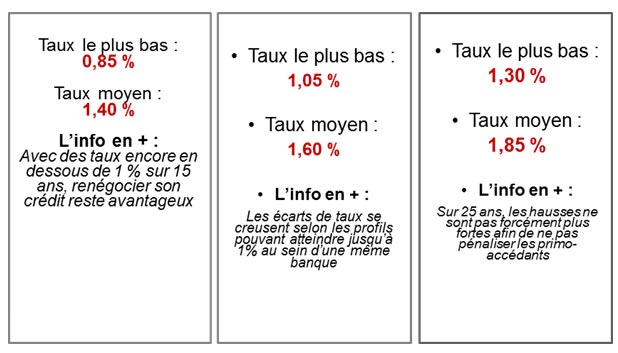 Taux le plus bas :
0,85 %
Taux moyen :
1,40 %
L'info en + :
Avec des taux encore en
dessous de 1 % sur 15
ans, renégocier son
crédit reste avantageux
• Taux le plus bas :
1,05 %
• Taux moyen :
1,60 %
• L'info en + :
Les écarts de taux se
creusent selon les profils
pouvant atteindre jusqu'à
1% au sein d'une même
banque
• Taux le plus bas :
1,30 %
• Taux moyen :
1,85 %
• L'info en + :
Sur 25 ans, les hausses ne
sont pas forcément plus
fortes afin de ne pas
pénaliser les primo-
accédants